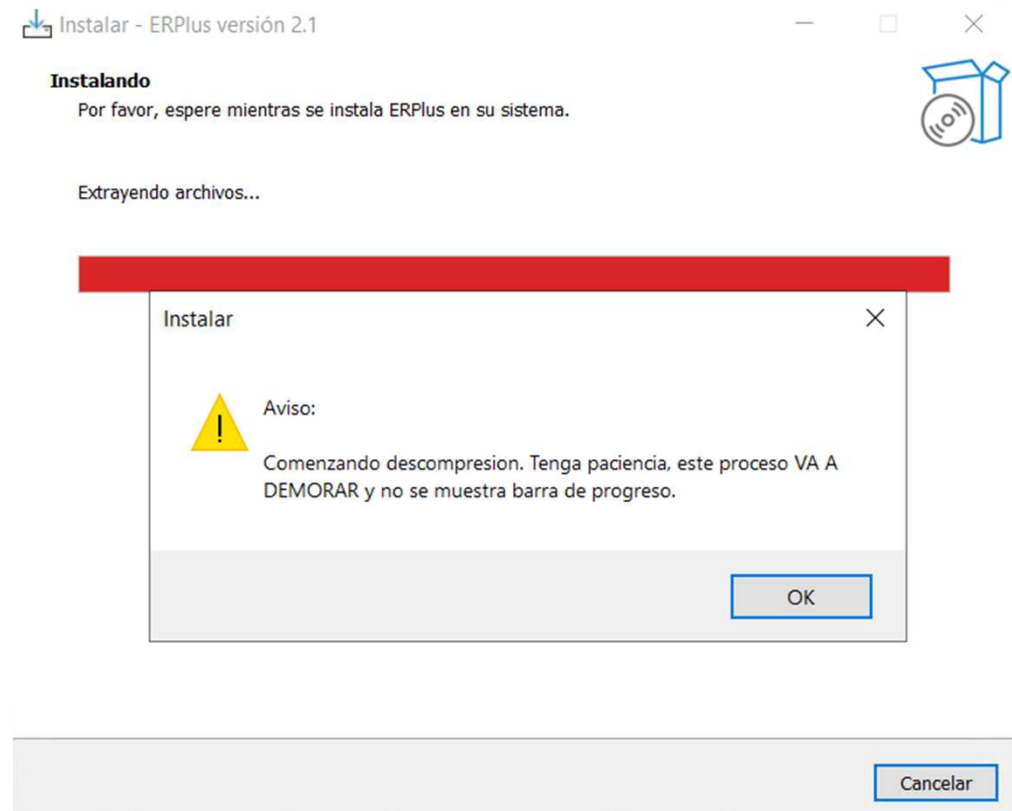 Instalar - ERPlus versión 2.1
Instalando
Por favor, espere mientras se instala ERPlus en su sistema.
Extrayendo archivos...
Instalar
Aviso:
Comenzando descompresion. Tenga paciencia, este proceso VA A
DEMORAR y no se muestra barra de progreso.
OK
Cancelar